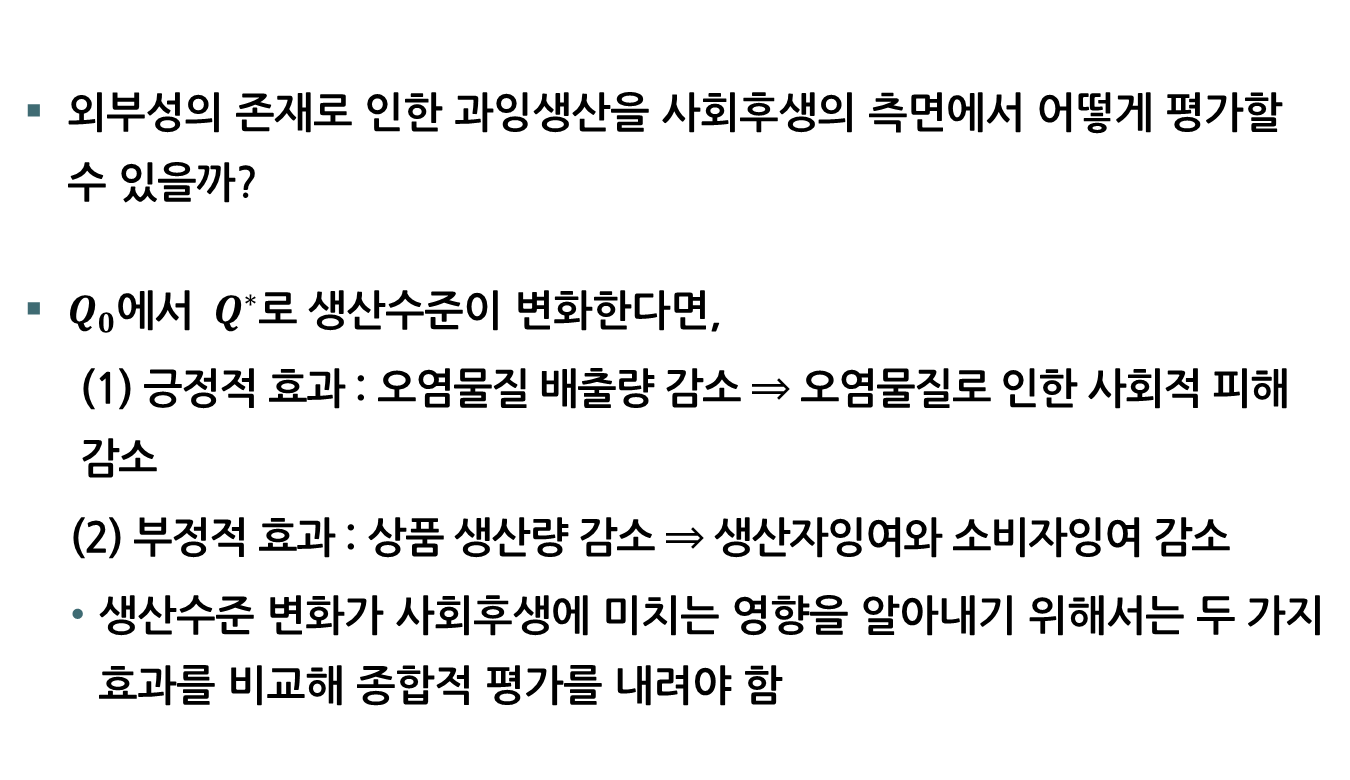 ▪ 외부성의 존재로 인한 과잉생산을 사회후생의 측면에서 어떻게 평가할
수 있을까?
▪ Q₀에서 Q*로 생산수준이 변화한다면,
(1) 긍정적 효과 : 오염물질 배출량 감소 ⇒ 오염물질로 인한 사회적 피해
감소
(2) 부정적 효과 : 상품 생산량 감소 ⇒ 생산자잉여와 소비자잉여 감소
• 생산수준 변화가 사회후생에 미치는 영향을 알아내기 위해서는 두 가지
효과를 비교해 종합적 평가를 내려야 함